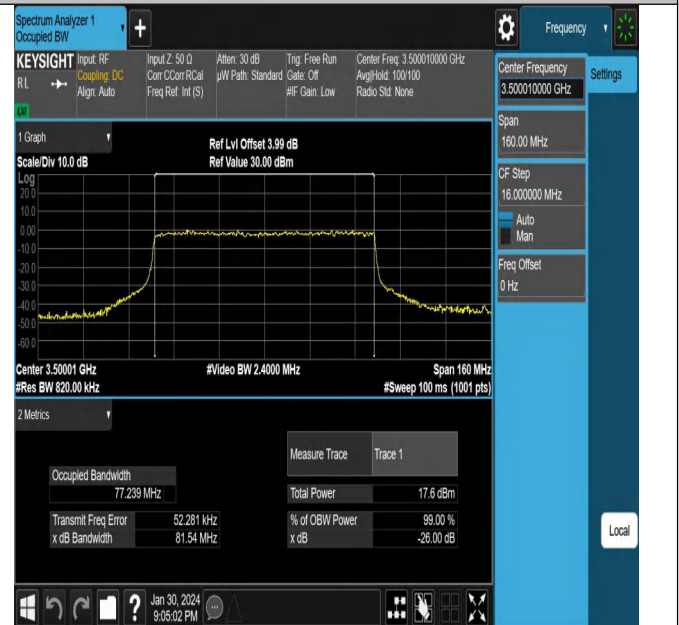 Spectrum Analyzer 1
Occupied BW
Frequency
KEYSIGHT
RL
LXI
Input: RF
Coupling: DC
Align: Auto
Input Z: 50 Ω
Corr CCorr RCal
Freq Ref: Int (S)
Atten: 30 dB
µW Path: Standard
Trig: Free Run
Gate: Off
#IF Gain: Low
Center Freq: 3.500010000 GHz
Avg|Hold: 100/100
Radio Std: None
1 Graph
Scale/Div 10.0 dB
Ref Lvl Offset 3.99 dB
Ref Value 30.00 dBm
Log
20.0
10.0
0.00
-10.0
-20.0
-30.0
-40.0
-50.0
-60.0
Center 3.50001 GHz
#Res BW 820.00 kHz
#Video BW 2.4000 MHz
Span 160 MHz
#Sweep 100 ms (1001 pts)
2 Metrics
Measure Trace Trace 1
Occupied Bandwidth
77.239 MHz
Total Power 17.6 dBm
Transmit Freq Error 52.281 kHz
% of OBW Power 99.00 %
x dB Bandwidth 81.54 MHz
x dB -26.00 dB
Center Frequency
3.500010000 GHz
Settings
Span
160.00 MHz
CF Step
16.000000 MHz
Auto
Man
Freq Offset
0 Hz
Local
Jan 30, 2024
9:05:02 PM